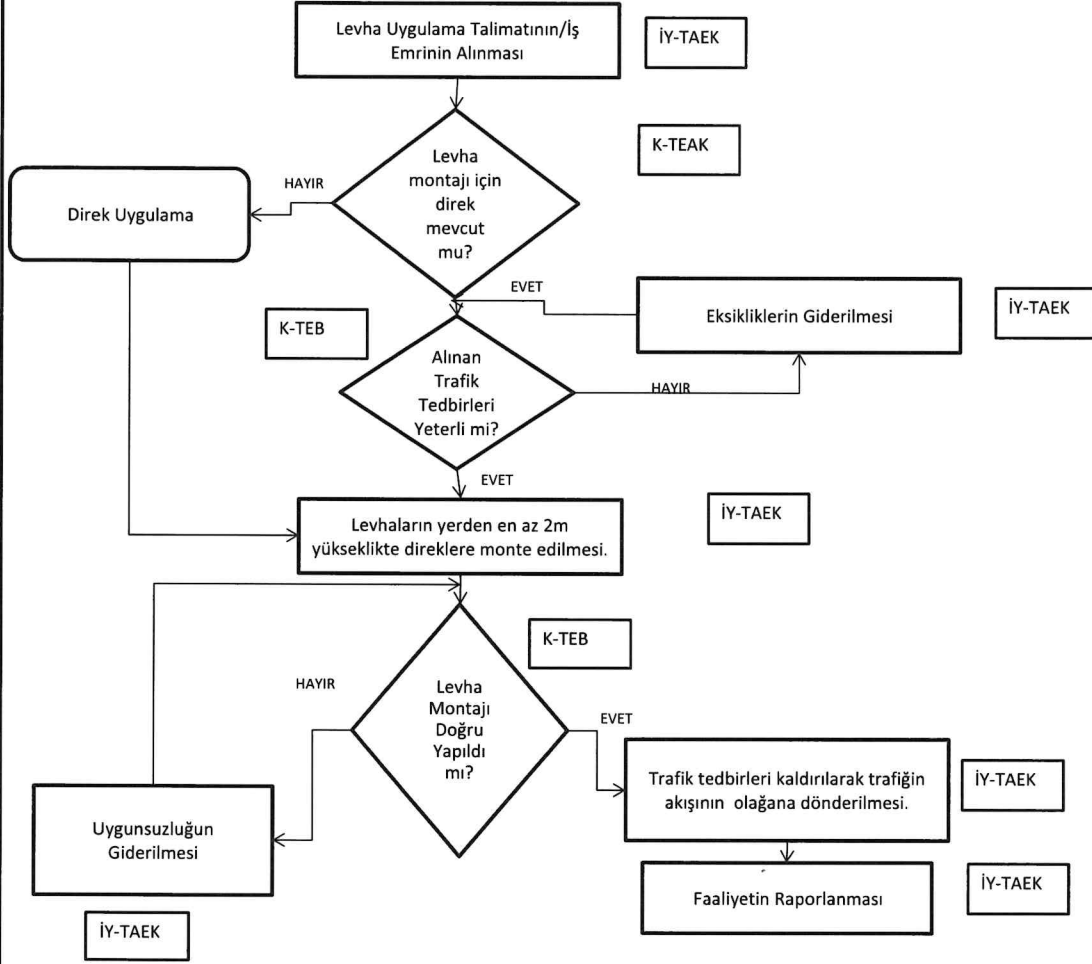 Levha Uygulama Talimatının/İş
Emrinin Alınması
İY-TAEK
Levha
montajı için
direk
mevcut
mu?
K-TEAK
HAYIR
Direk Uygulama
EVET
Eksikliklerin Giderilmesi
İY-TAEK
K-TEB
Alınan
Trafik
Tedbirleri
Yeterli mi?
HAYIR
EVET
Levhaların yerden en az 2m
yükseklikte direklere monte edilmesi.
İY-TAEK
K-TEB
HAYIR
Levha
Montajı
Doğru
Yapıldı
mı?
EVET
Trafik tedbirleri kaldırılarak trafiğin
akışının olağana dönderilmesi.
İY-TAEK
Uygunsuzluğun
Giderilmesi
Faaliyetin Raporlanması
İY-TAEK
İY-TAEK